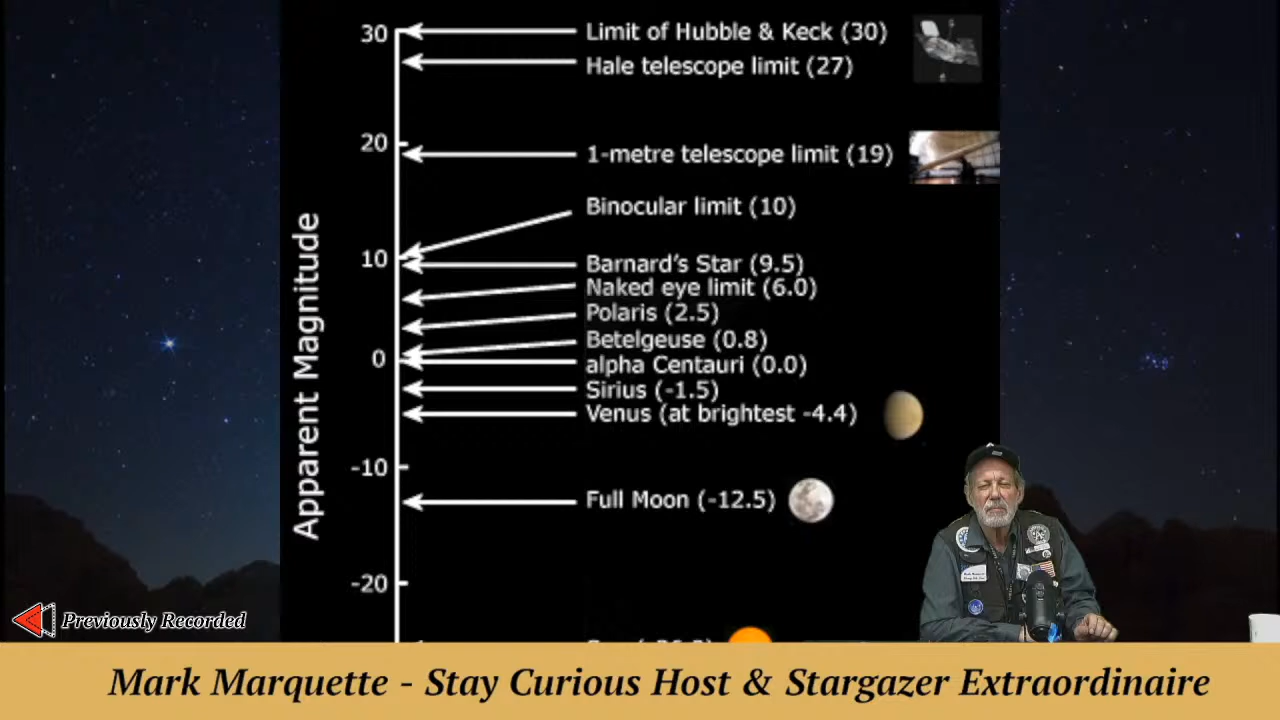 30
Limit of Hubble & Keck (30)
Hale telescope limit (27)
20
1-metre telescope limit (19)
Binocular limit (10)
10
Barnard's Star (9.5)
Naked eye limit (6.0)
Polaris (2.5)
Betelgeuse (0.8)
0
alpha Centauri (0.0)
Sirius (-1.5)
Venus (at brightest -4.4)
-10
Full Moon (-12.5)
-20
Apparent Magnitude
Previously Recorded
Mark Marquette - Stay Curious Host & Stargazer Extraordinaire